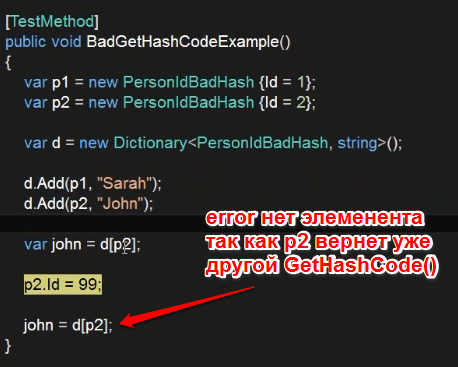 [TestMethod]
public void BadGetHashCodeExample()
{
var p1 = new PersonIdBadHash {Id = 1};
var p2 = new PersonIdBadHash {Id = 2};
var d = new Dictionary<PersonIdBadHash, string>();
d.Add(p1, "Sarah");
d.Add(p2, "John");
error нет элеменента
так как p2 вернет уже
другой GetHashCode()
var john = d[p2];
p2.Id = 99;
john = d[p2];
}